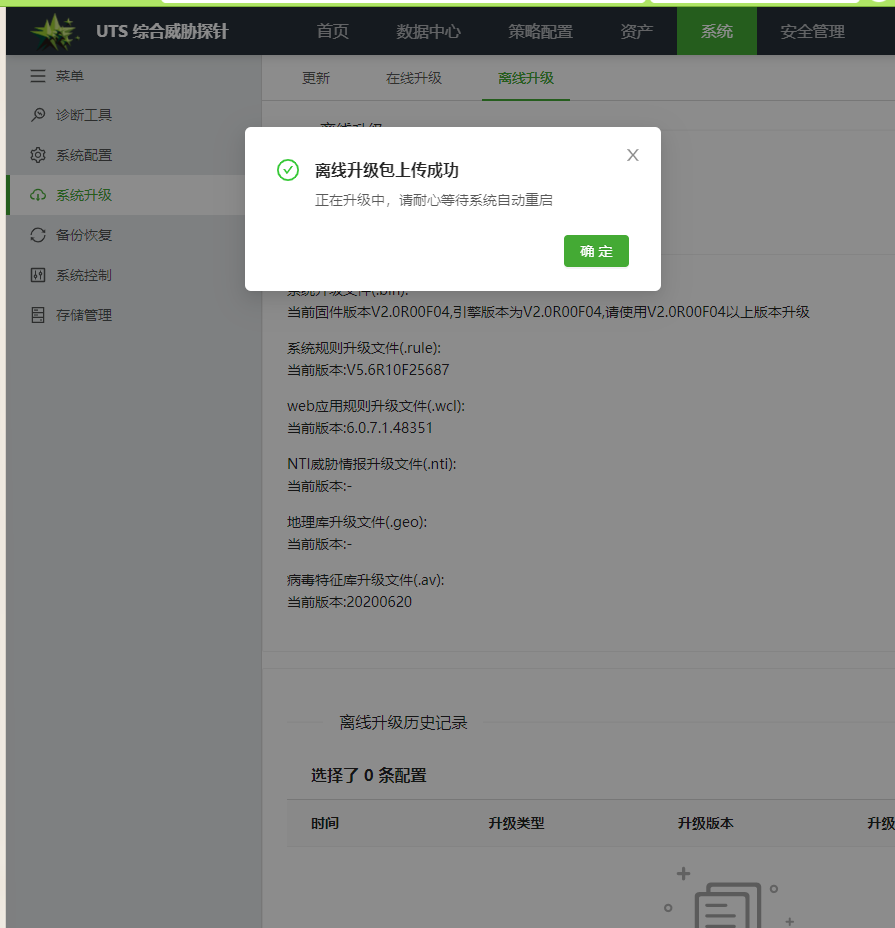 UTS 综合威胁探针
首页
数据中心
策略配置
资产
系统
安全管理
菜单
诊断工具
系统配置
系统升级
备份恢复
系统控制
存储管理
更新
在线升级
离线升级
离线升级
离线升级包上传成功
正在升级中，请耐心等待系统自动重启
确 定
系统升级文件(.bin):
当前固件版本V2.0R00F04,引擎版本为V2.0R00F04,请使用V2.0R00F04以上版本升级
系统规则升级文件(.rule):
当前版本:V5.6R10F25687
web应用规则升级文件(.wcl):
当前版本:6.0.7.1.48351
NTI威胁情报升级文件(.nti):
当前版本:-
地理库升级文件(.geo):
当前版本:-
病毒特征库升级文件(.av):
当前版本:20200620
离线升级历史记录
选择了 0 条配置
时间
升级类型
升级版本
升级